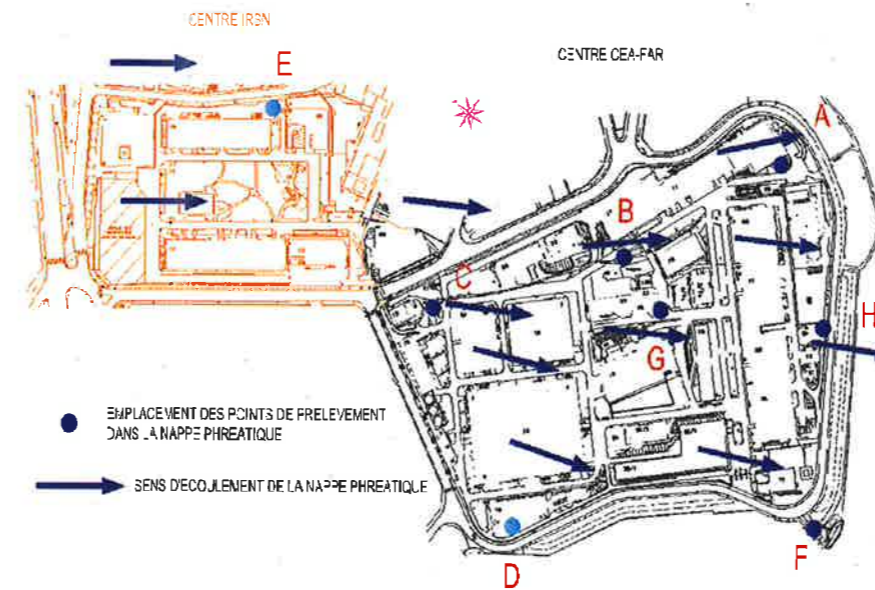 CENTRE IRSN
E
CENTRE CEA-FAR
A
B
C
H
G
EMPLACEMENT DES POINTS DE PRELEVEMENT
DANS LA NAPPE PHREATIQUE
SENS D'ECOULEMENT DE LA NAPPE PHREATIQUE
D
F